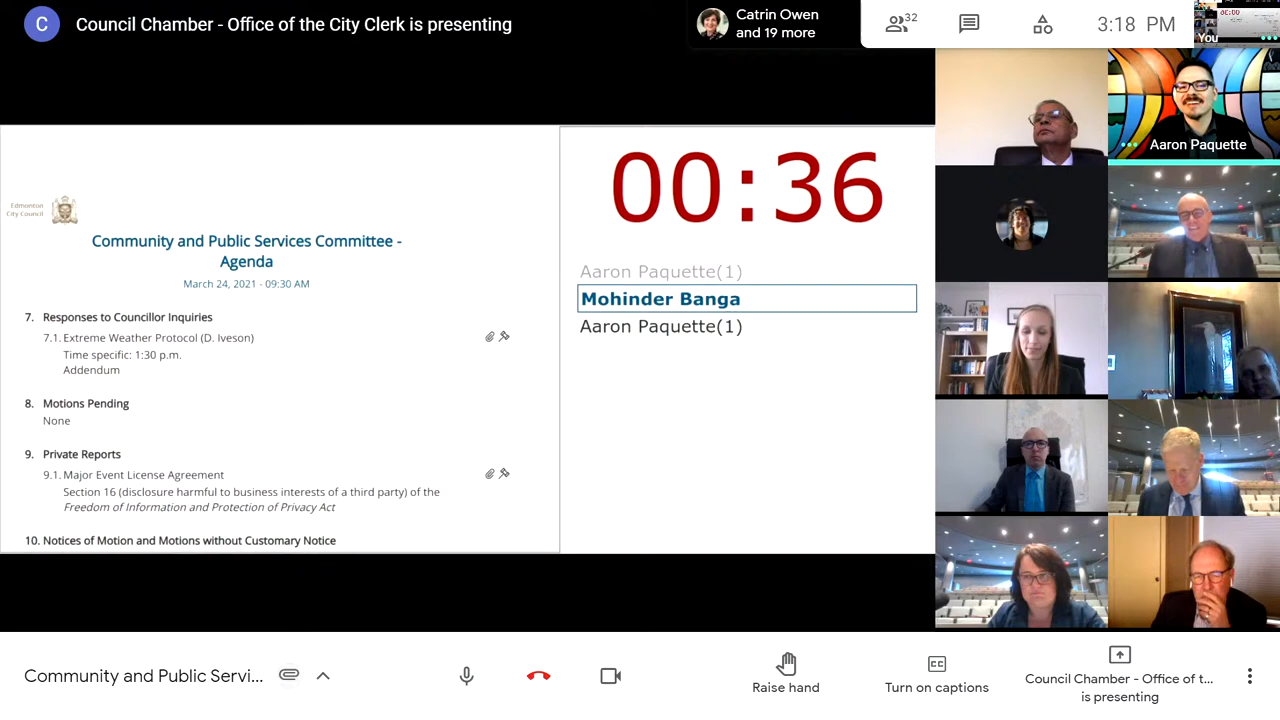 C
Council Chamber - Office of the City Clerk is presenting
Catrin Owen
and 19 more
32
3:18 PM
You
Edmonton
City Council
Community and Public Services Committee -
Agenda
March 24, 2021 - 09:30 AM
7. Responses to Councillor Inquiries
7.1. Extreme Weather Protocol (D. Iveson)
Time specific: 1:30 p.m.
Addendum
8. Motions Pending
None
9. Private Reports
9.1. Major Event License Agreement
Section 16 (disclosure harmful to business interests of a third party) of the
Freedom of Information and Protection of Privacy Act
10. Notices of Motion and Motions without Customary Notice
00:36
Aaron Paquette(1)
Mohinder Banga
Aaron Paquette(1)
Aaron Paquette
Community and Public Servi...
Raise hand
CC
Turn on captions
Council Chamber - Office of t...
is presenting